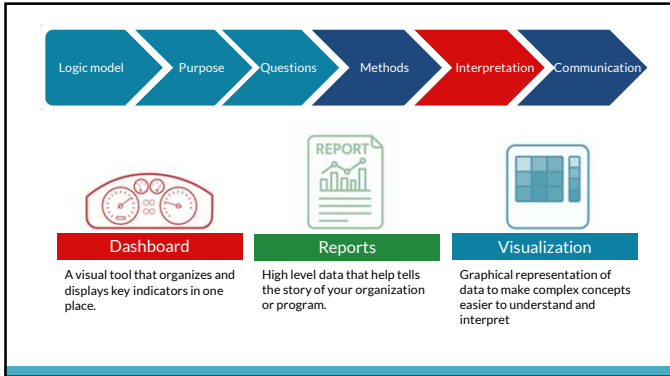 Logic model
Purpose
Questions
Methods
Interpretation
Communication
REPORT
Dashboard
A visual tool that organizes and
displays key indicators in one
place.
Reports
High level data that help tells
the story of your organization
or program.
Visualization
Graphical representation of
data to make complex concepts
easier to understand and
interpret